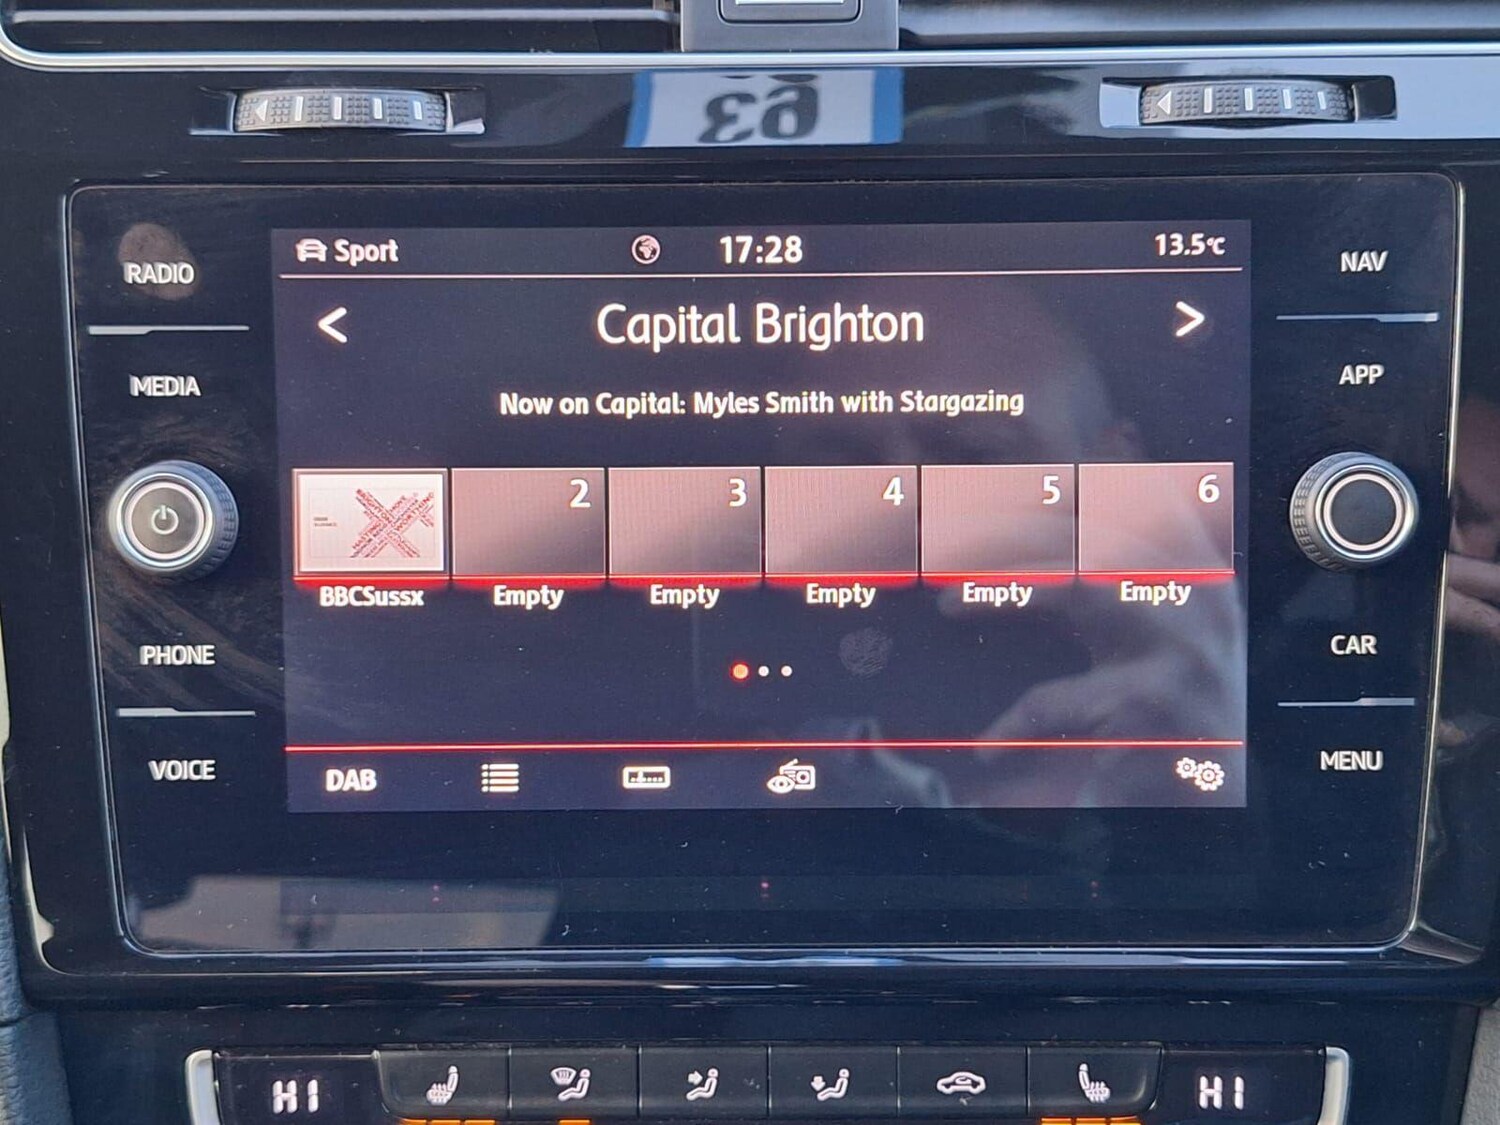 RADIO
MEDIA
PHONE
VOICE
Sport
17:28
13.5°C
<
Capital Brighton
>
Now on Capital: Myles Smith with Stargazing
2
3
4
5
6
BBCSussx
Empty
Empty
Empty
Empty
Empty
DAB
NAV
APP
CAR
MENU
HI
HI